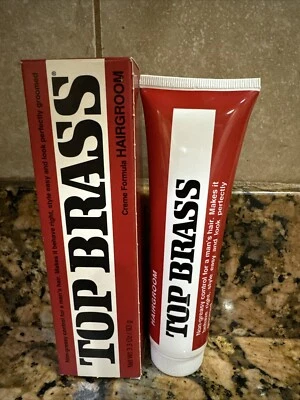 Non-greasy control for a man's hair. Makes it behave right, style easy and look perfectly groomed
TOP BRASS®
Creme Formula HAIRGROOM
NET WT.
HAIRGROOM
TOP BRASS
Non-greasy control for a man's hair. Makes it
behave right, style easy and look perfectly